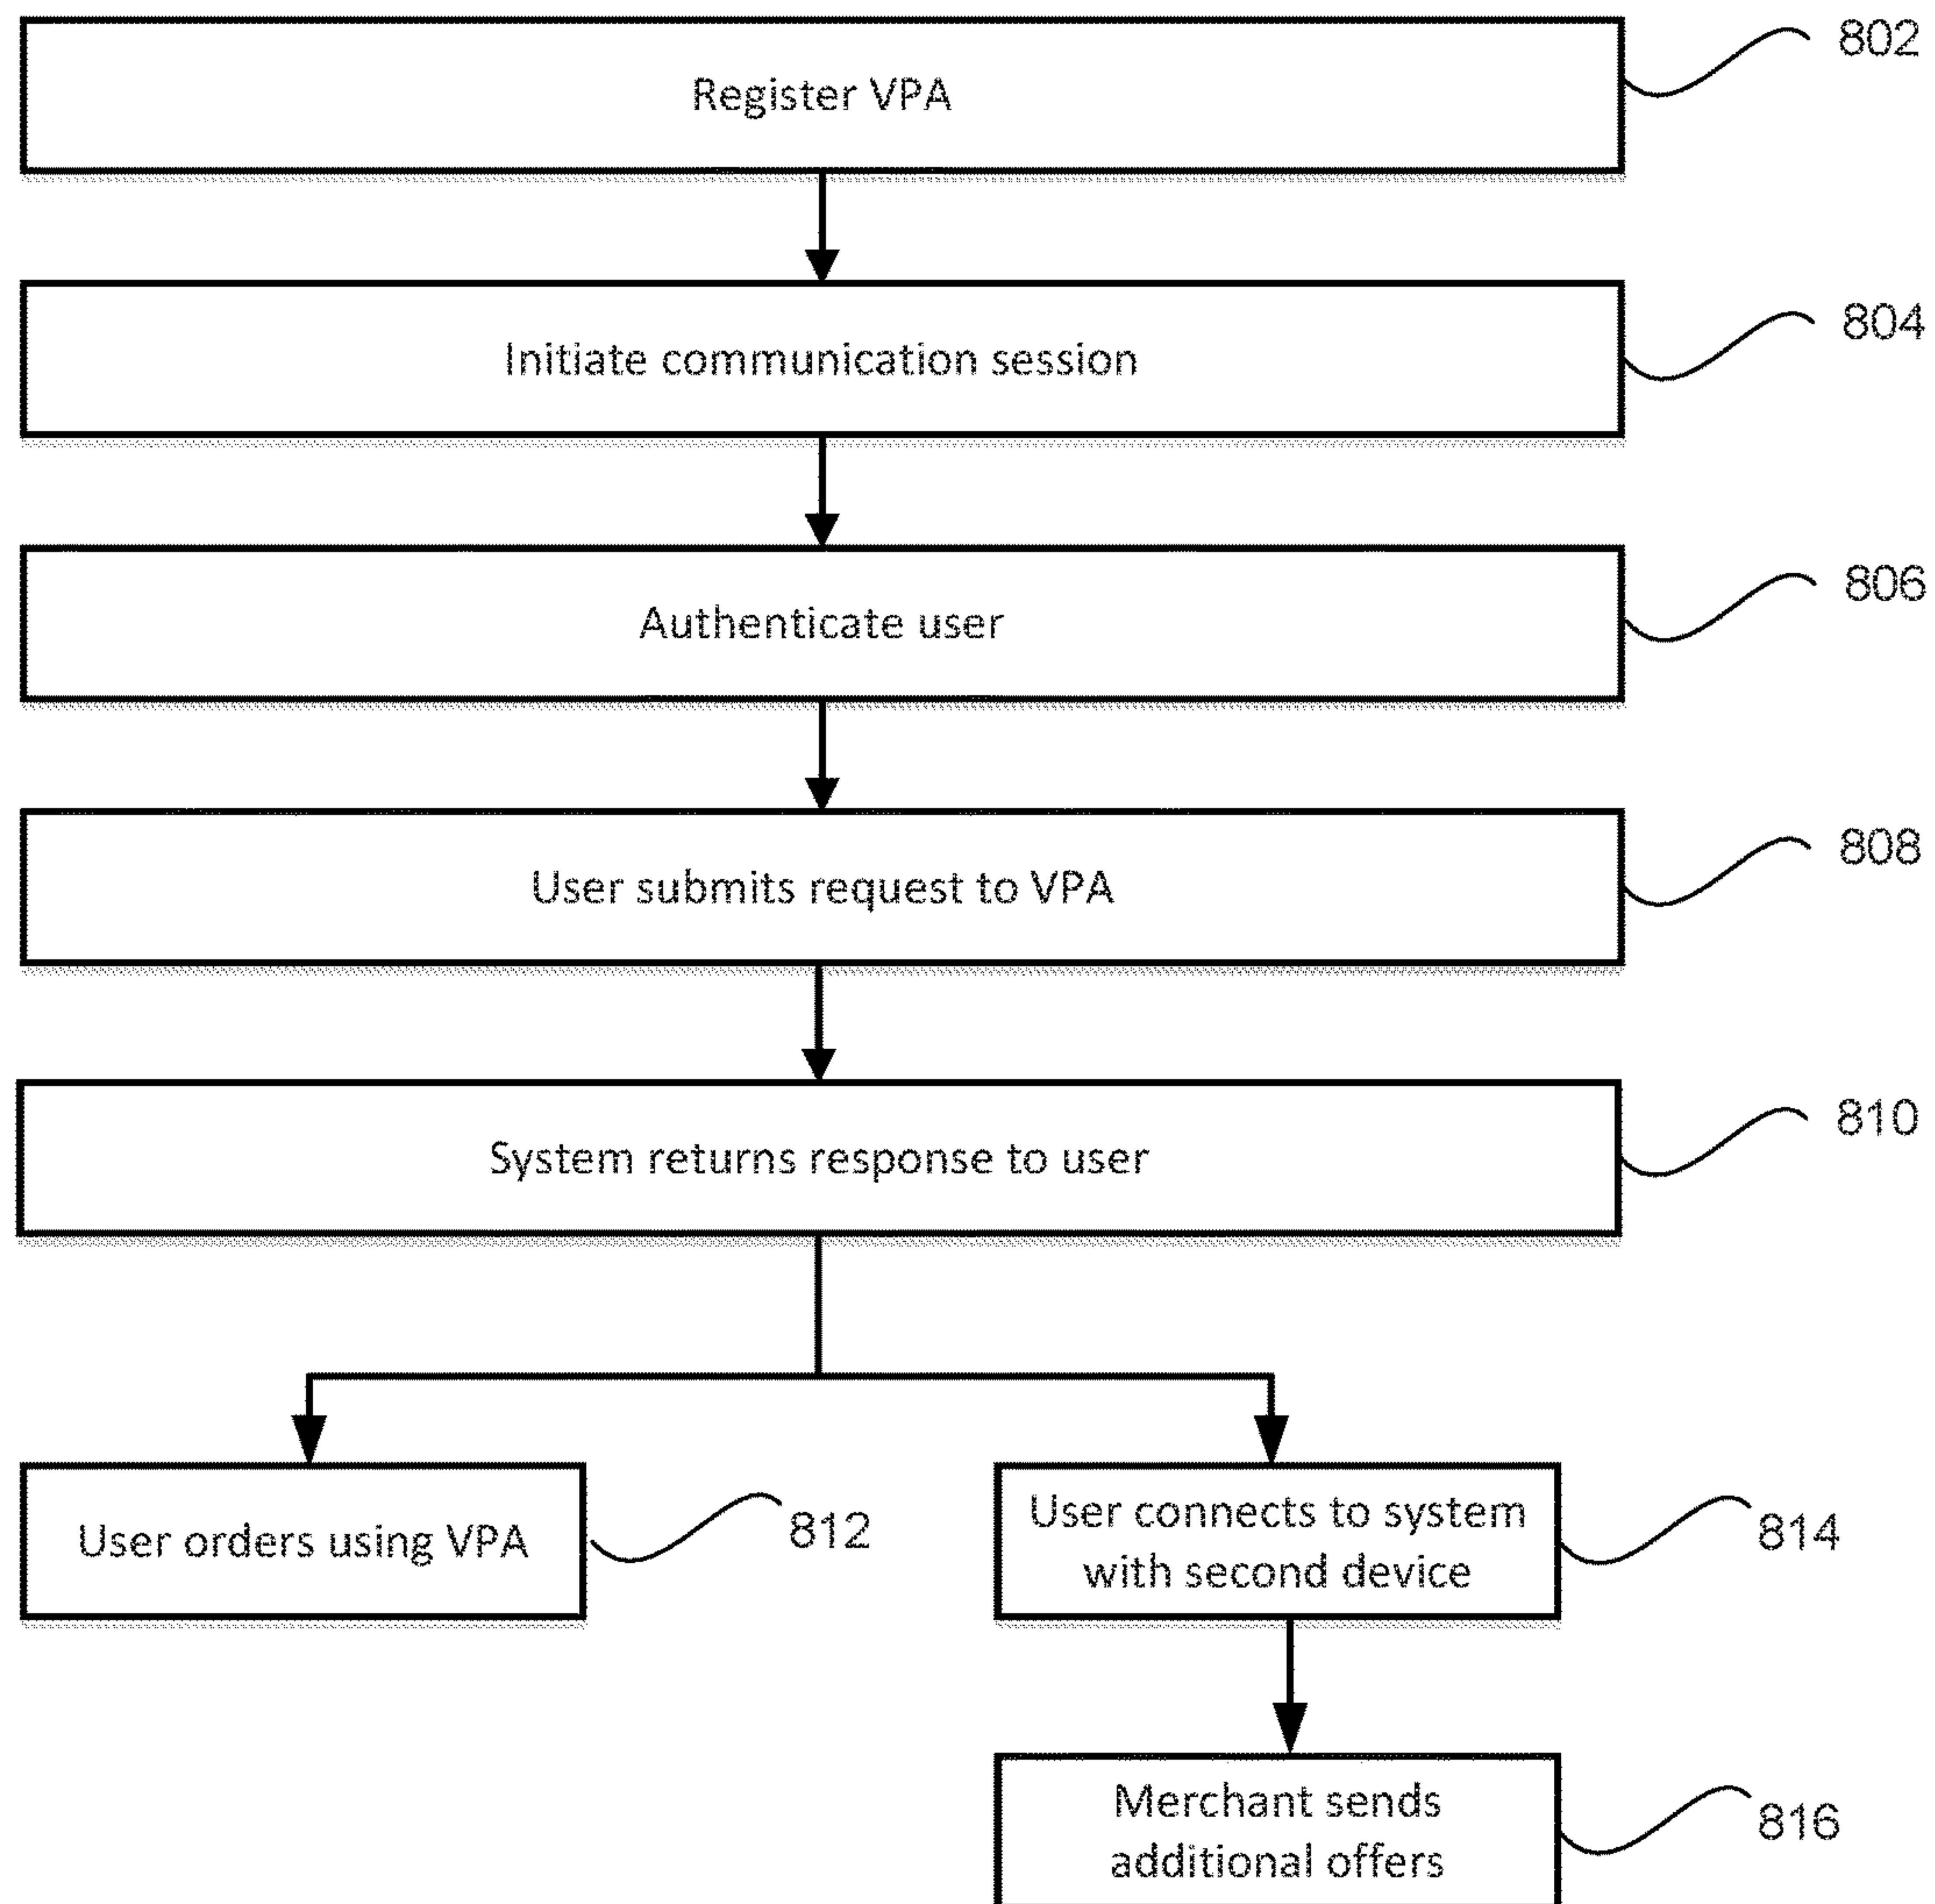 Register VPA
802
Initiate communication session
804
Authenticate user
806
User submits request to VPA
808
System returns response to user
810
User orders using VPA
812
User connects to system
with second device
814
Merchant sends
additional offers
816